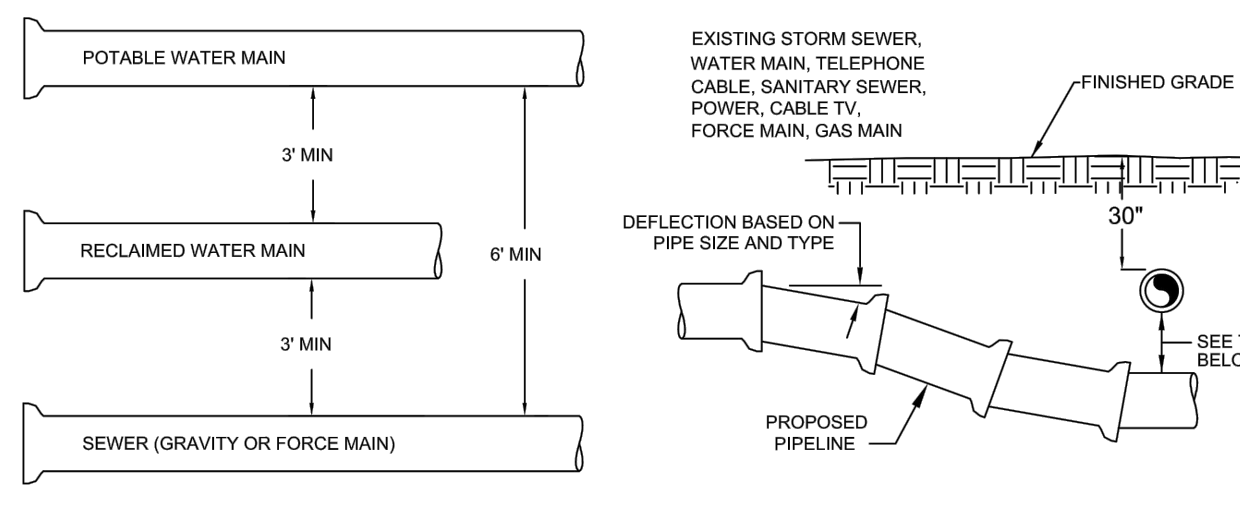 POTABLE WATER MAIN
3' MIN
RECLAIMED WATER MAIN
6' MIN
3' MIN
SEWER (GRAVITY OR FORCE MAIN)
EXISTING STORM SEWER,
WATER MAIN, TELEPHONE
CABLE, SANITARY SEWER,
POWER, CABLE TV,
FORCE MAIN, GAS MAIN
FINISHED GRADE
30"
DEFLECTION BASED ON
PIPE SIZE AND TYPE
SEE
PROPOSED
PIPELINE